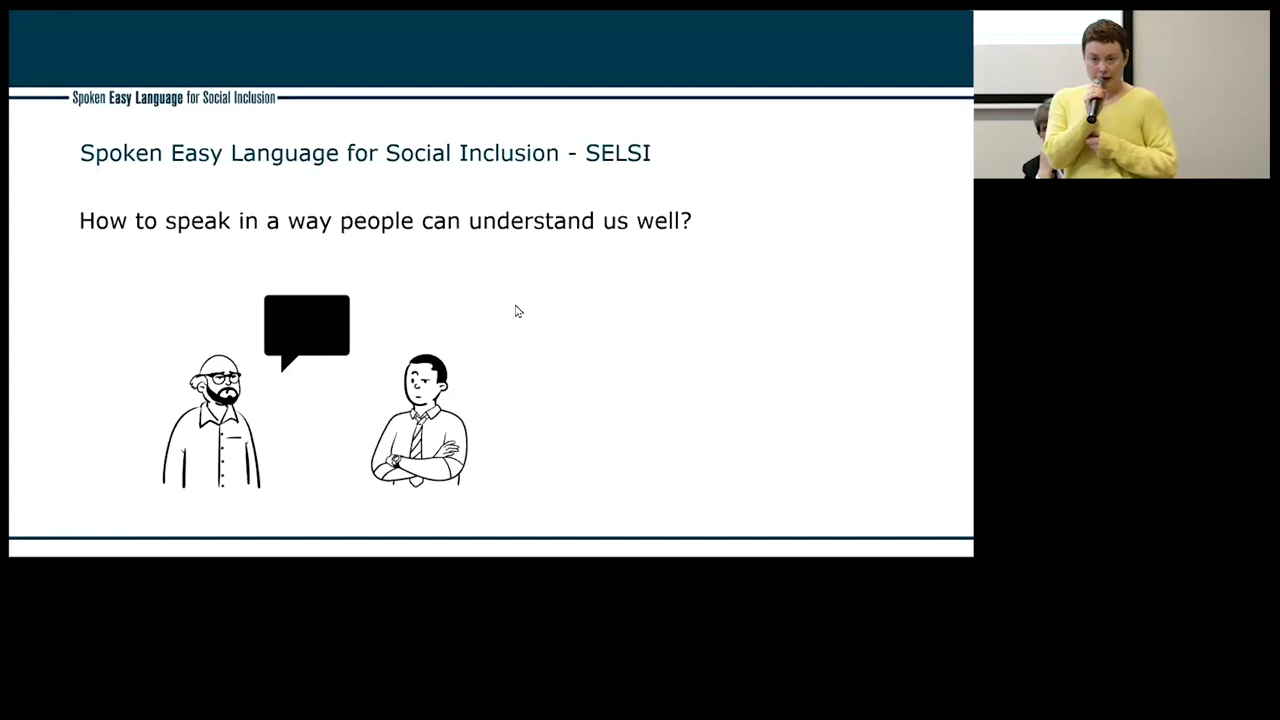 Spoken Easy Language for Social Inclusion
Spoken Easy Language for Social Inclusion - SELSI
How to speak in a way people can understand us well?